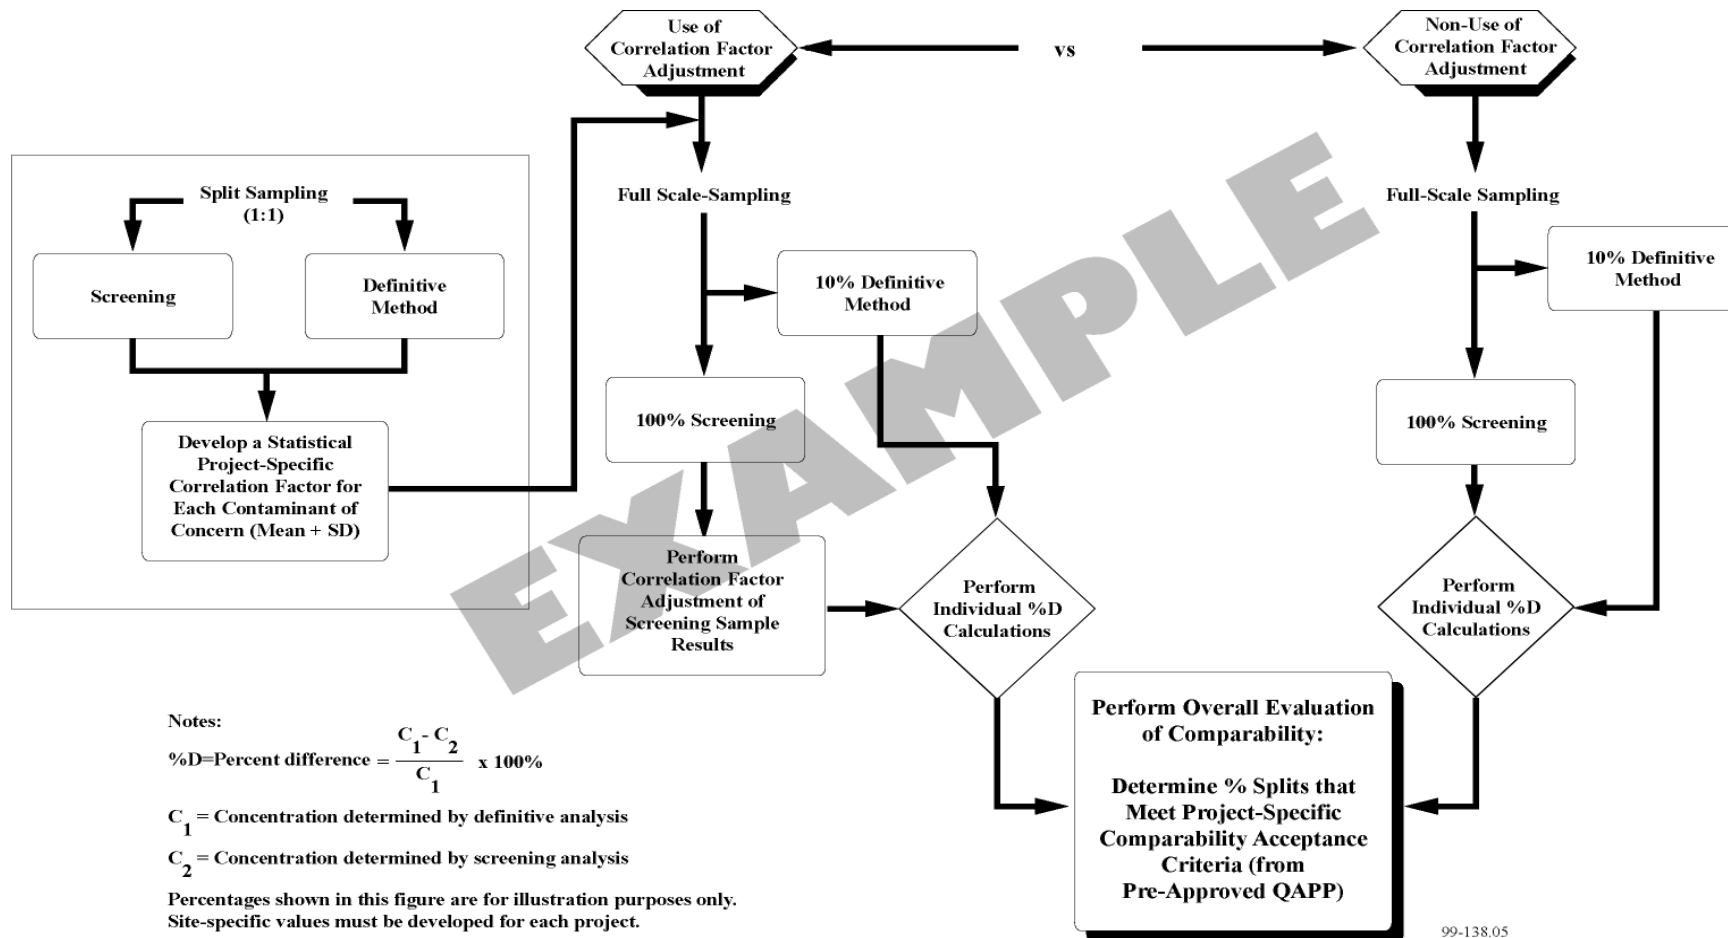 Use of
Correlation Factor
Adjustment
vs
Non-Use of
Correlation Factor
Adjustment
Split Sampling
(1:1)
Screening
Definitive
Method
Develop a Statistical
Project-Specific
Correlation Factor for
Each Contaminant of
Concern (Mean + SD)
Full Scale-Sampling
10% Definitive
Method
100% Screening
Perform
Correlation Factor
Adjustment of
Screening Sample
Results
Perform
Individual %D
Calculations
Full-Scale Sampling
10% Definitive
Method
100% Screening
Perform
Individual %D
Calculations
Perform Overall Evaluation
of Comparability:
Determine % Splits that
Meet Project-Specific
Comparability Acceptance
Criteria (from
Pre-Approved QAPP)
EXAMPLE
Notes:
%D=Percent difference = C1- C2 / C1 x 100%
C1 = Concentration determined by definitive analysis
C2 = Concentration determined by screening analysis
Percentages shown in this figure are for illustration purposes only.
Site-specific values must be developed for each project.
99-138.05